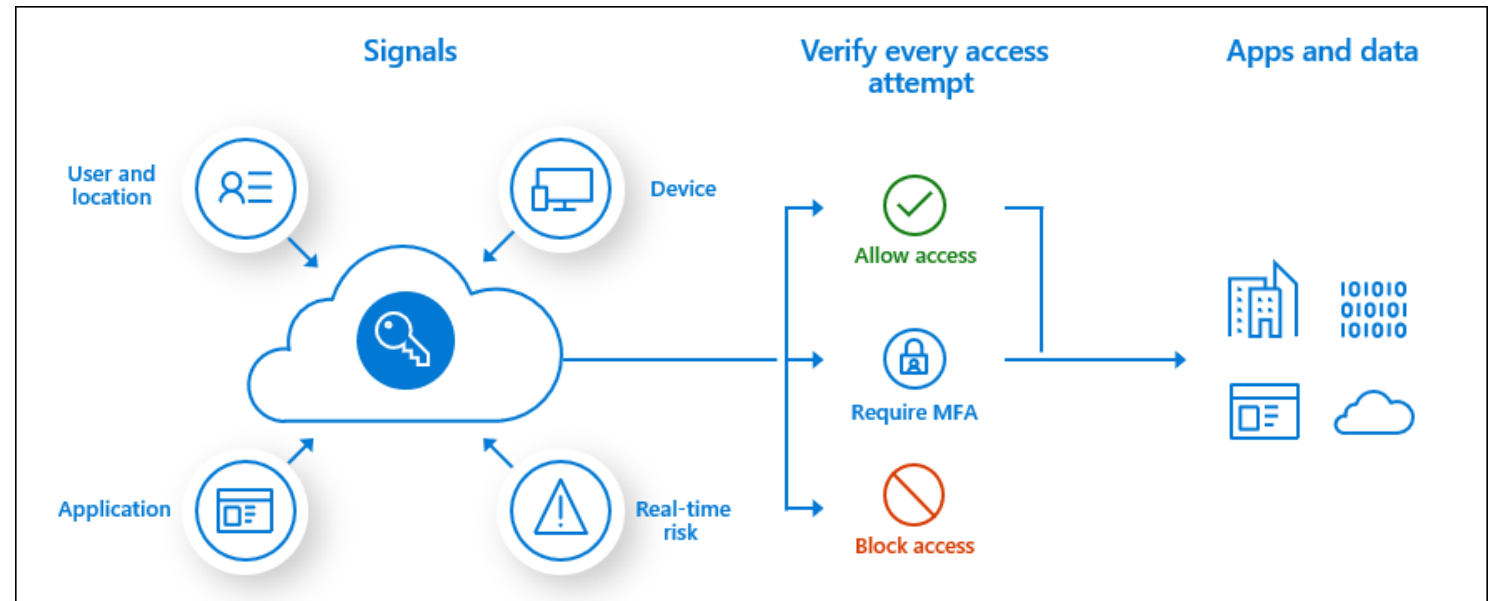 Signals
Verify every access
attempt
Apps and data
User and
location
Device
Allow access
101010
010101
101010
Require MFA
Application
Real-time
risk
Block access